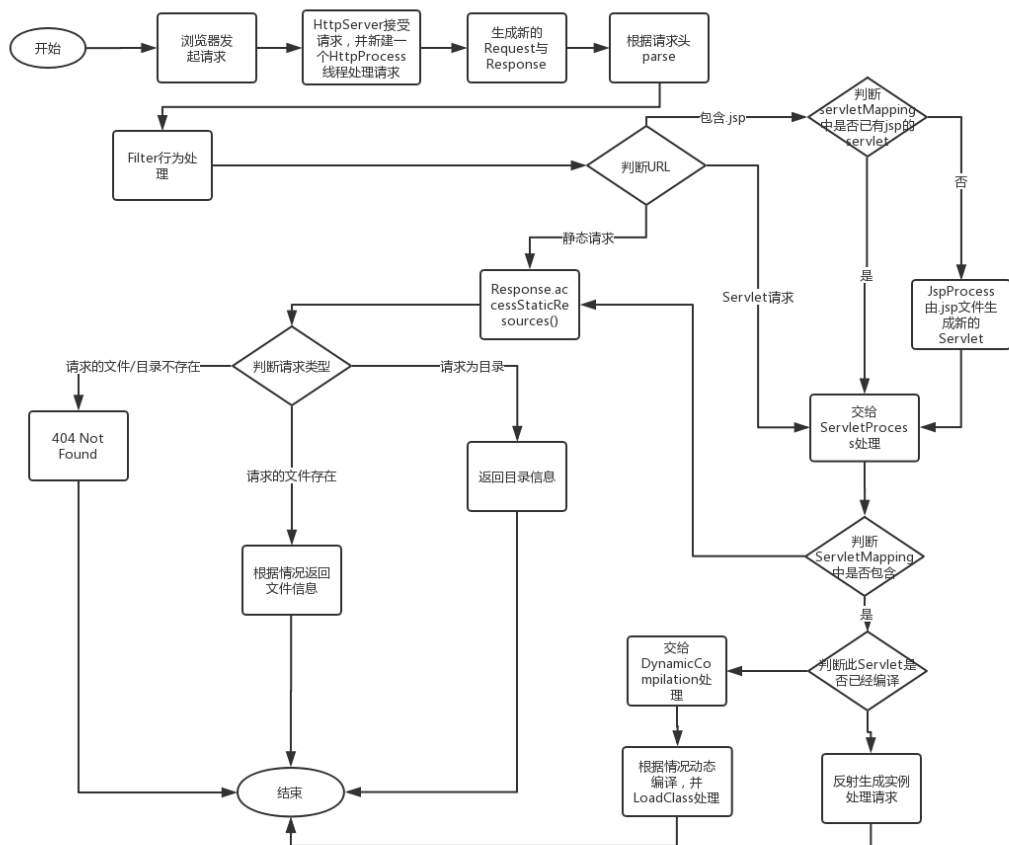 开始
浏览器发
起请求
HttpServer接受
请求，并新建一
个HttpProcess
线程处理请求
生成新的
Request与
Response
根据请求头
parse
Filter行为处
理
判断URL
包含.jsp
判断
servletMapping
中是否已有jsp的
servlet
否
是
JspProcess
由.jsp文件生
成新的
Servlet
静态请求
Servlet请求
Response.ac
cessStaticRe
sources()
判断请求类型
请求的文件/目录不存在
请求为目录
请求的文件存在
404 Not
Found
返回目录信息
根据情况返回
文件信息
交给
ServletProces
s处理
判断
ServletMapping
中是否包含
是
判断此Servlet是
否已经编译
交给
DynamicCo
mpilation处
理
根据情况动态
编译，并
LoadClass处理
反射生成实例
处理请求
结束